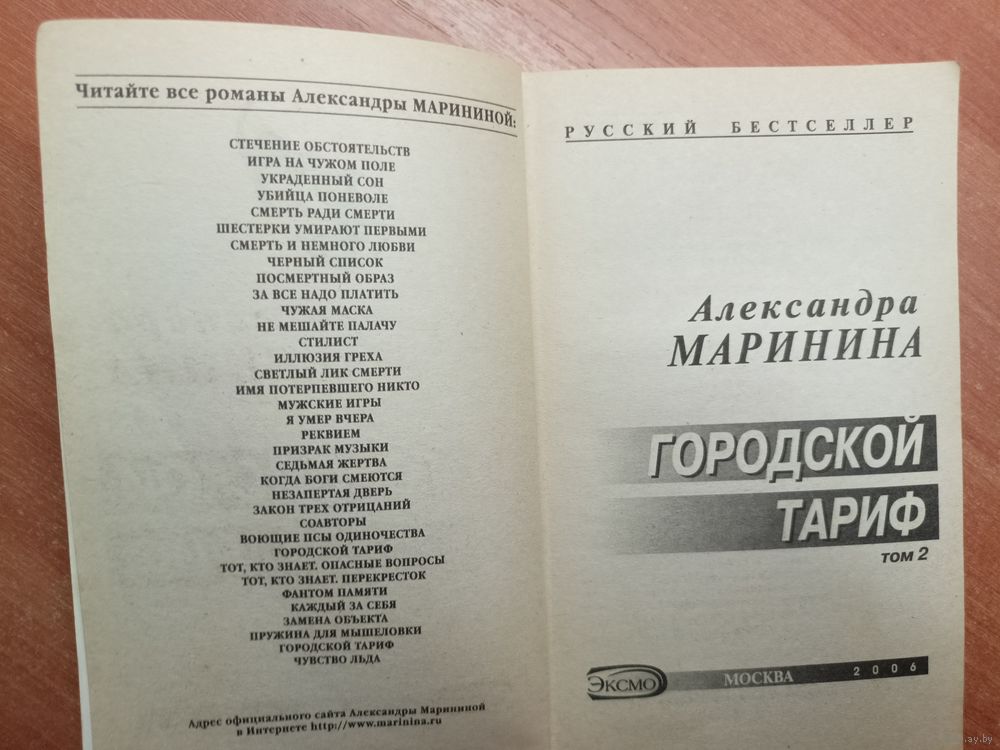 Читайте все романы Александры МАРИНИНОЙ:
СТЕЧЕНИЕ ОБСТОЯТЕЛЬСТВ
ИГРА НА ЧУЖОМ ПОЛЕ
УКРАДЕННЫЙ СОН
УБИЙЦА ПОНЕВОЛЕ
СМЕРТЬ РАДИ СМЕРТИ
ШЕСТЕРКИ УМИРАЮТ ПЕРВЫМИ
СМЕРТЬ И НЕМНОГО ЛЮБВИ
ЧЕРНЫЙ СПИСОК
ПОСМЕРТНЫЙ ОБРАЗ
ЗА ВСЕ НАДО ПЛАТИТЬ
ЧУЖАЯ МАСКА
НЕ МЕШАЙТЕ ПАЛАЧУ
СТИЛИСТ
ИЛЛЮЗИЯ ГРЕХА
СВЕТЛЫЙ ЛИК СМЕРТИ
ИМЯ ПОТЕРПЕВШЕГО НИКТО
МУЖСКИЕ ИГРЫ
Я УМЕР ВЧЕРА
РЕКВИЕМ
ПРИЗРАК МУЗЫКИ
СЕДЬМАЯ ЖЕРТВА
КОГДА БОГИ СМЕЮТСЯ
НЕЗАПЕРТАЯ ДВЕРЬ
ЗАКОН ТРЕХ ОТРИЦАНИЙ
СОАВТОРЫ
ВОЮЩИЕ ПСЫ ОДИНОЧЕСТВА
ГОРОДСКОЙ ТАРИФ
ТОТ, КТО ЗНАЕТ. ОПАСНЫЕ ВОПРОСЫ
ТОТ, КТО ЗНАЕТ. ПЕРЕКРЕСТОК
ФАНТОМ ПАМЯТИ
КАЖДЫЙ ЗА СЕБЯ
ЗАМЕНА ОБЪЕКТА
ПРУЖИНА ДЛЯ МЫШЕЛОВКИ
ГОРОДСКОЙ ТАРИФ
ЧУВСТВО ЛЬДА
Адрес официального сайта Александры Марининой
в Интернете http://www.marinina.ru
РУССКИЙ БЕСТСЕЛЛЕР
Александра
МАРИНИНА
ГОРОДСКОЙ
ТАРИФ
ТОМ 2
ЭКСМО МОСКВА 2006